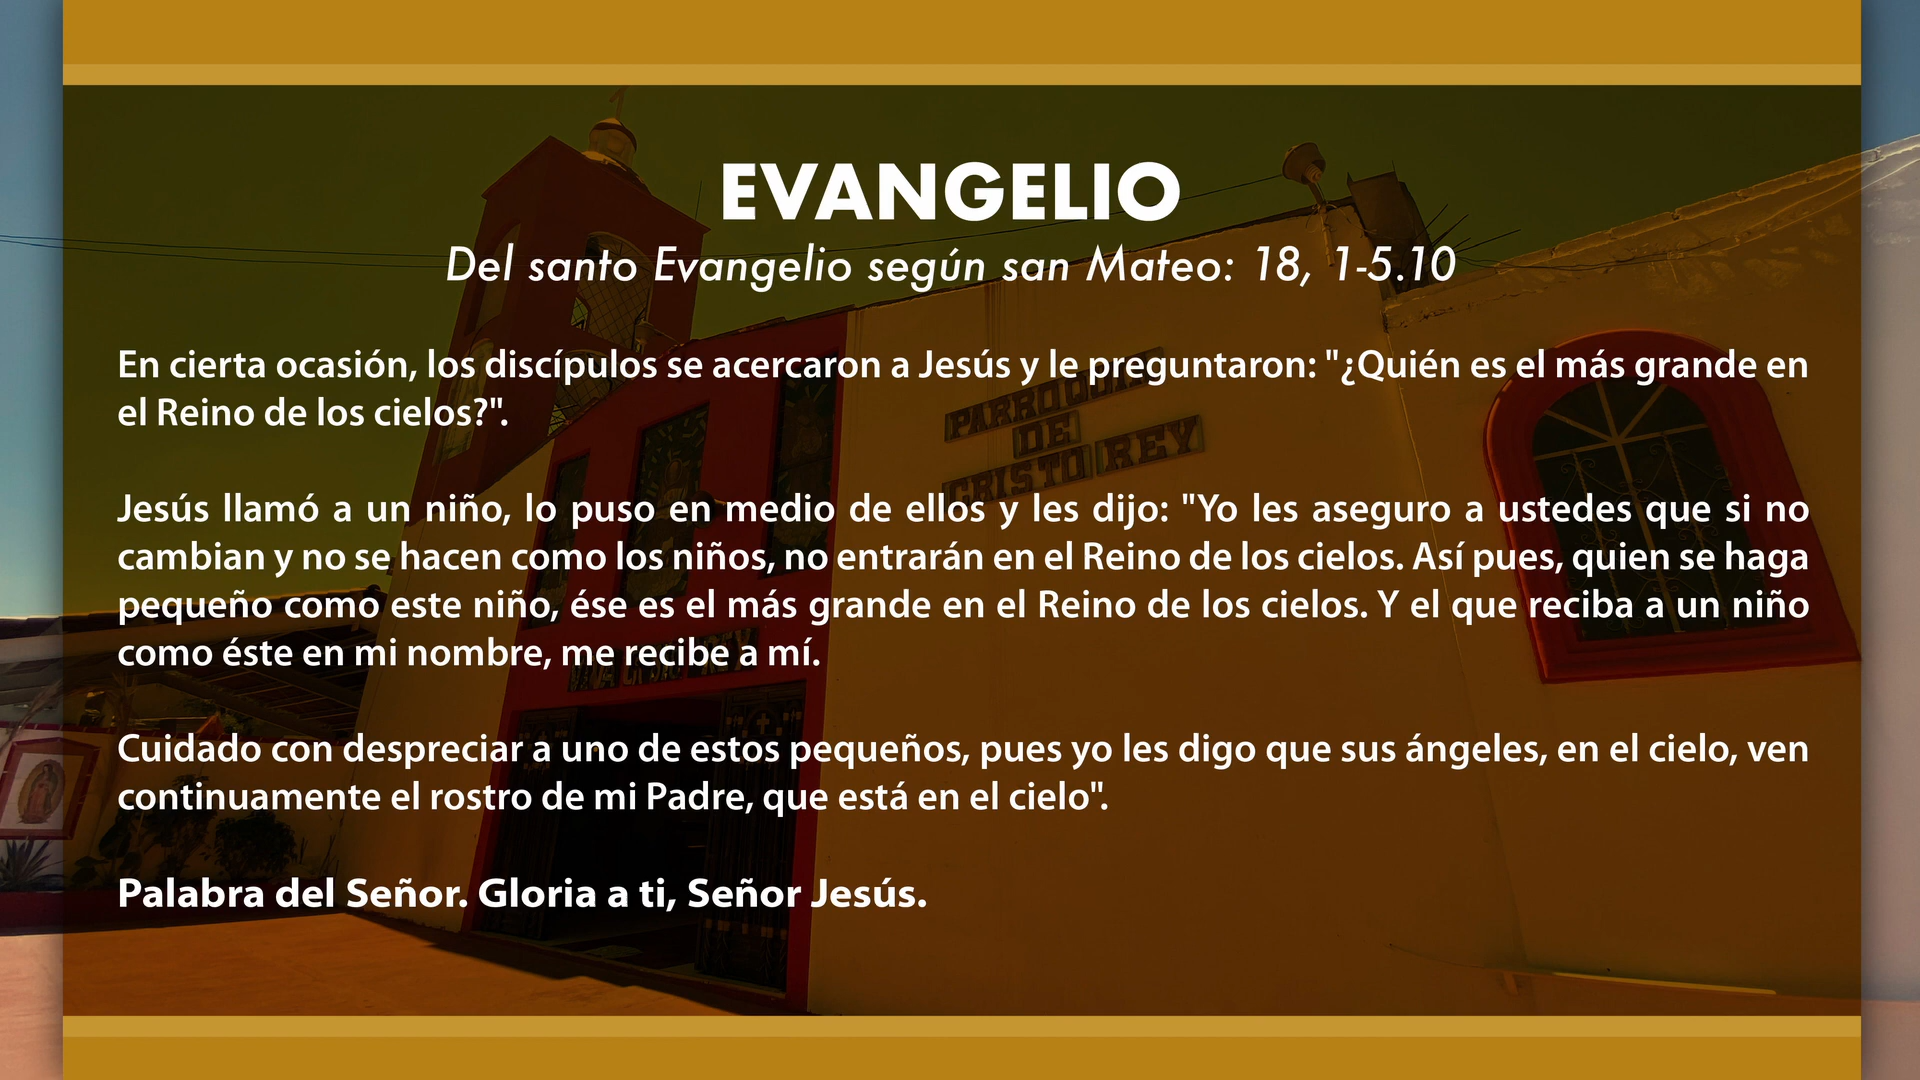 EVANGELIO
Del santo Evangelio según san Mateo: 18, 1-5.10
En cierta ocasión, los discípulos se acercaron a Jesús y le preguntaron: "¿Quién es el más grande en
el Reino de los cielos?".
Jesús llamó a un niño, lo puso en medio de ellos y les dijo: "Yo les aseguro a ustedes que si no
cambian y no se hacen como los niños, no entrarán en el Reino de los cielos. Así pues, quien se haga
pequeño como este niño, ése es el más grande en el Reino de los cielos. Y el que reciba a un niño
como éste en mi nombre, me recibe a mí.
Cuidado con despreciar a uno de estos pequeños, pues yo les digo que sus ángeles, en el cielo, ven
continuamente el rostro de mi Padre, que está en el cielo".
Palabra del Señor. Gloria a ti, Señor Jesús.
PARROQUIA
DE
CRISTO REY